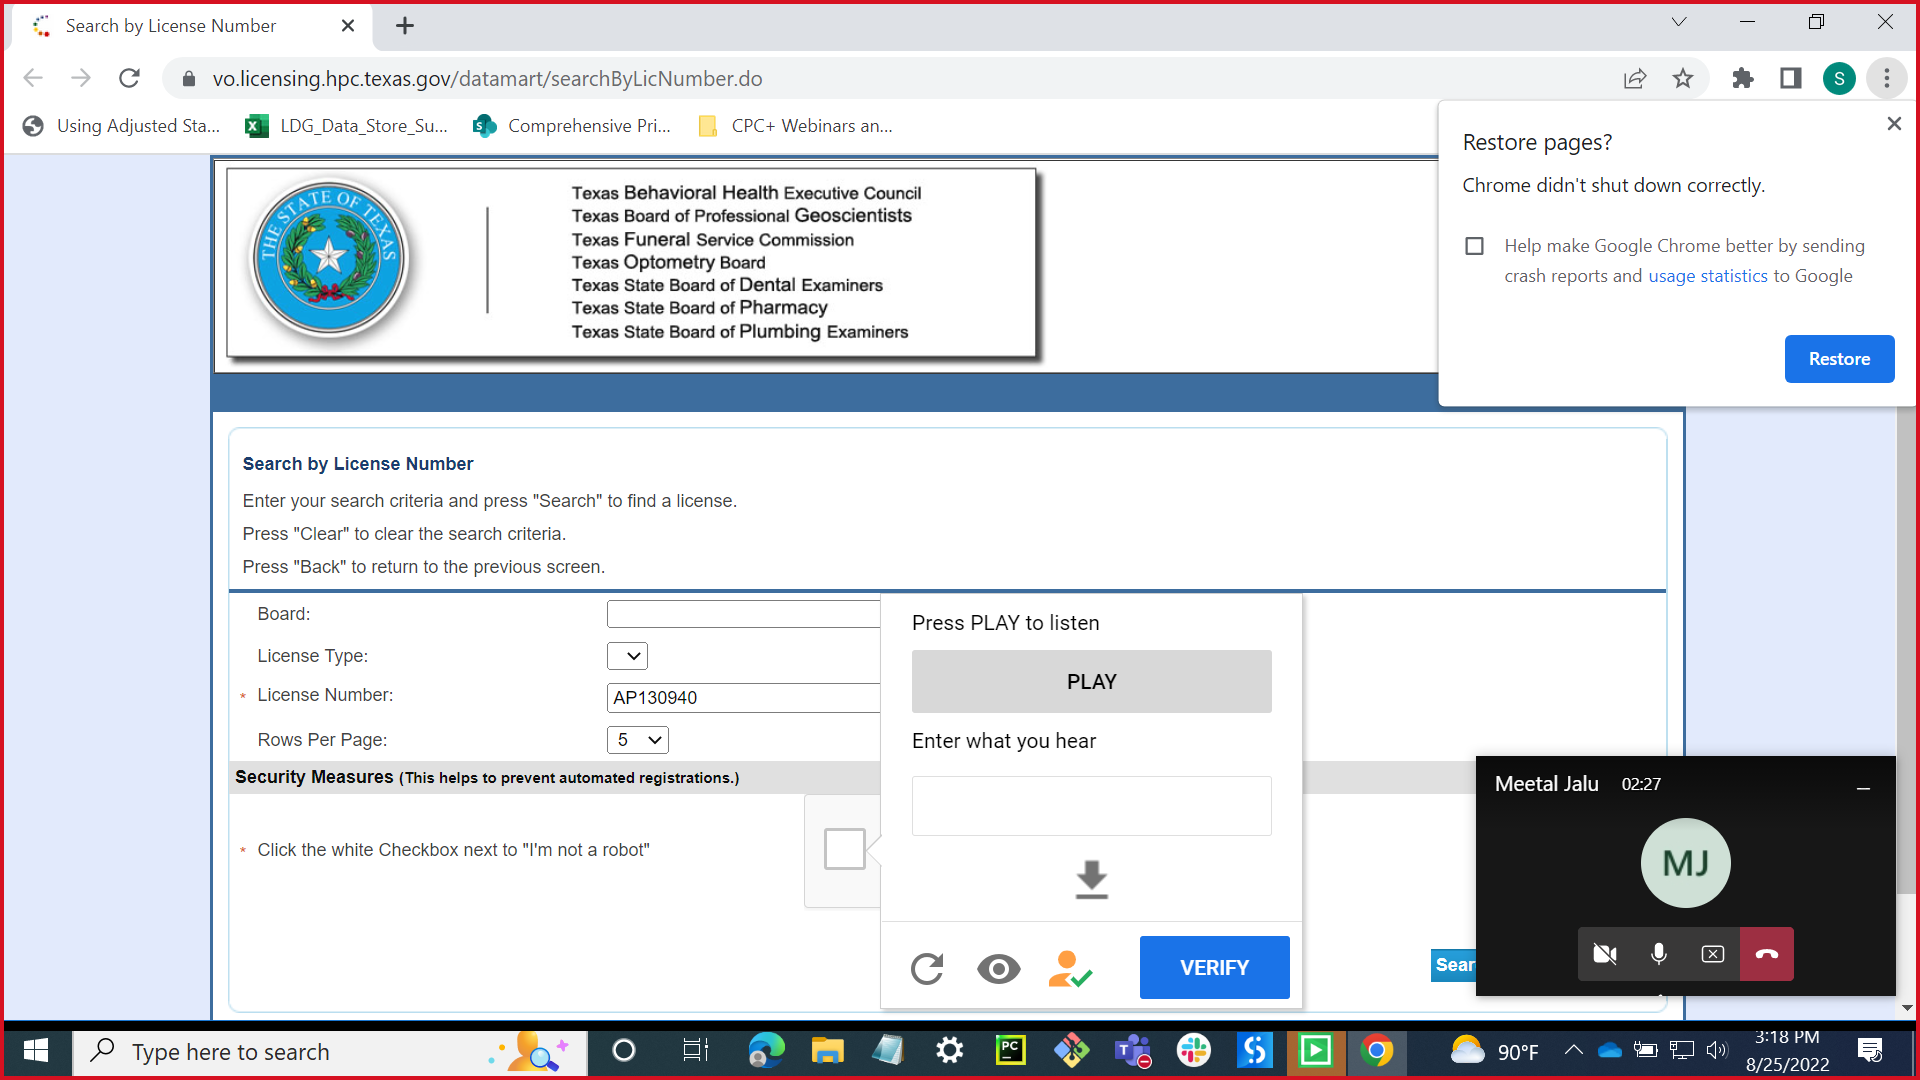 Search by License Number
vo.licensing.hpc.texas.gov/datamart/searchByLicNumber.do
S
Using Adjusted Sta...
LDG_Data_Store_Su...
Comprehensive Pri...
CPC+ Webinars an...
Restore pages?
Chrome didn't shut down correctly.
Help make Google Chrome better by sending
crash reports and usage statistics to Google
Restore
THE STATE OF TEXAS
Texas Behavioral Health Executive Council
Texas Board of Professional Geoscientists
Texas Funeral Service Commission
Texas Optometry Board
Texas State Board of Dental Examiners
Texas State Board of Pharmacy
Texas State Board of Plumbing Examiners
Search by License Number
Enter your search criteria and press "Search" to find a license.
Press "Clear" to clear the search criteria.
Press "Back" to return to the previous screen.
Board:
License Type:
* License Number:
AP130940
Rows Per Page:
5
Security Measures (This helps to prevent automated registrations.)
* Click the white Checkbox next to "I'm not a robot"
Press PLAY to listen
PLAY
Enter what you hear
VERIFY
Sear
Meetal Jalu 02:27
MJ
Type here to search
PC
90°F
3:18 PM
8/25/2022